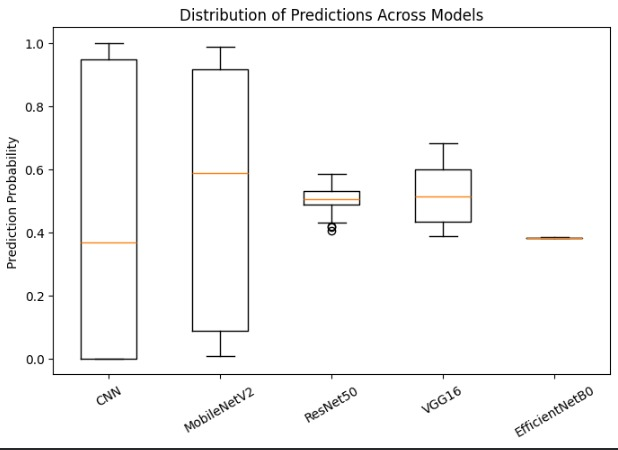 Distribution of Predictions Across Models
Prediction Probability
1.0
0.8
0.6
0.4
0.2
0.0
CNN
MobileNetV2
ResNet50
VGG16
EfficientNetB0